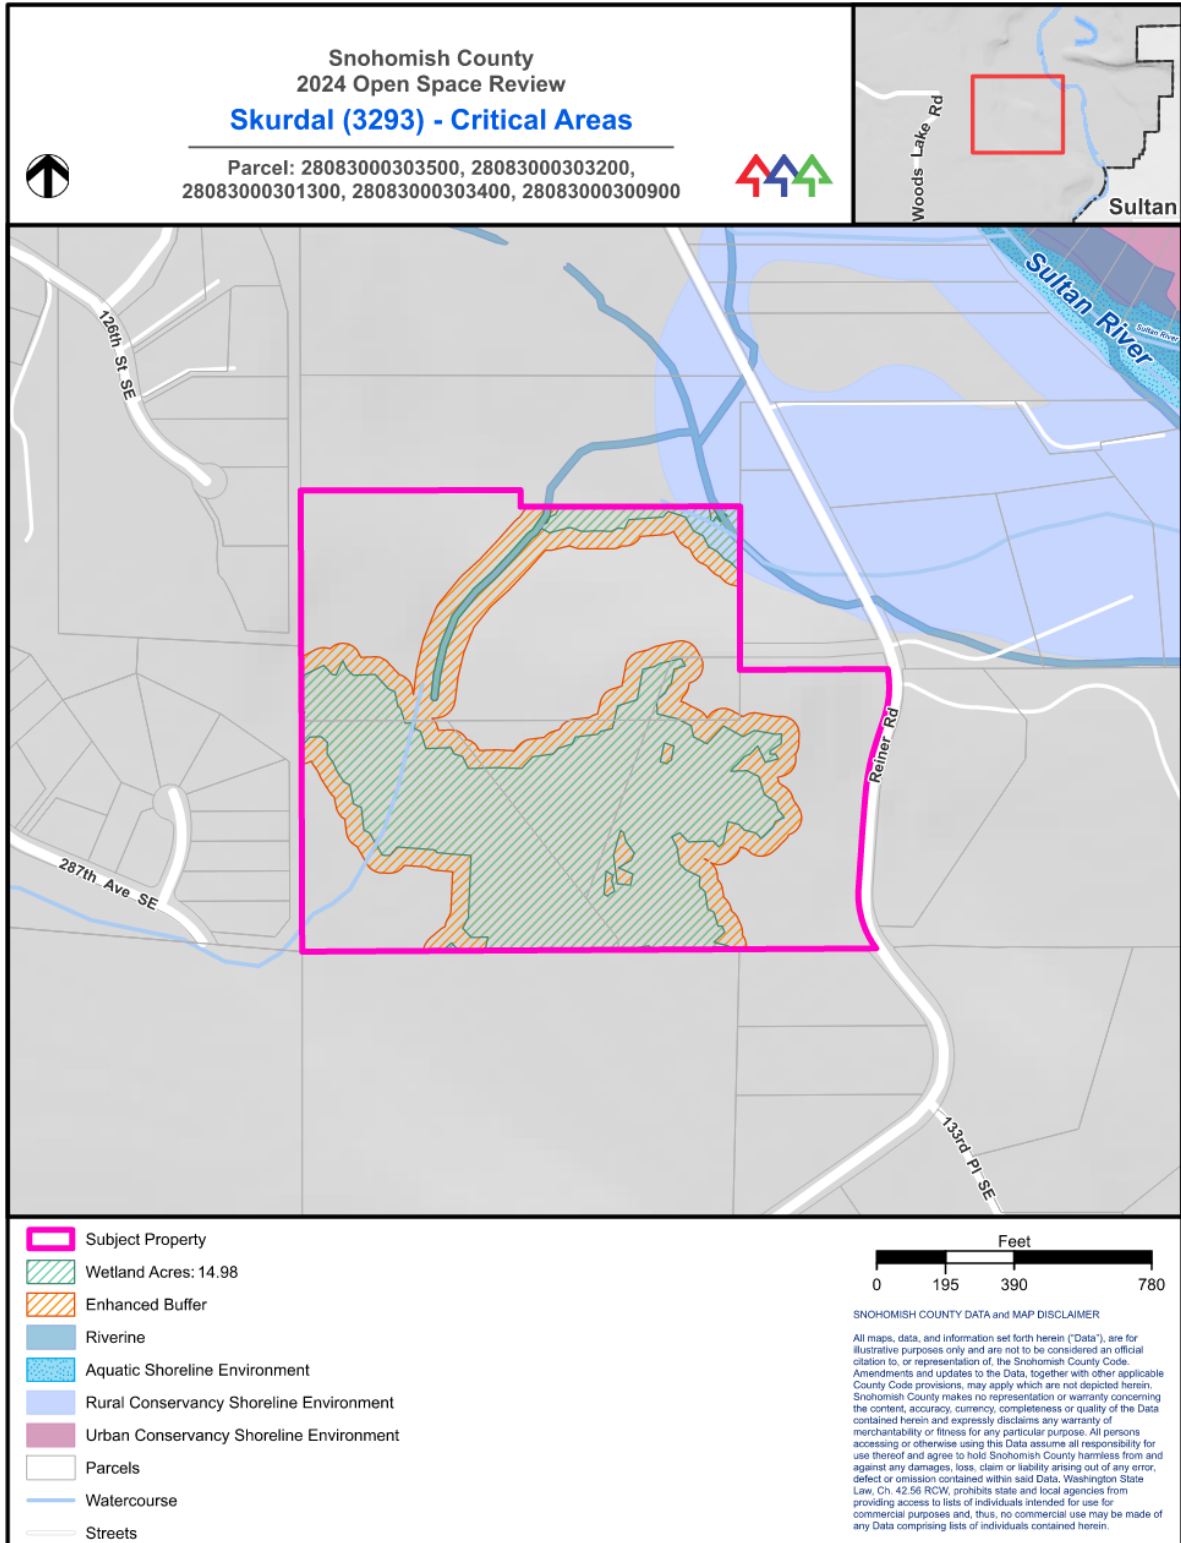 Snohomish County
2024 Open Space Review
Skurdal (3293) - Critical Areas
Parcel: 28083000303500, 28083000303200,
28083000301300, 28083000303400, 28083000300900
Woods Lake Rd
Sultan
126th St SE
Sultan River
Sultan River
Reiner Rd
287th Ave SE
133rd Pl SE
Subject Property
Wetland Acres: 14.98
Enhanced Buffer
Riverine
Aquatic Shoreline Environment
Rural Conservancy Shoreline Environment
Urban Conservancy Shoreline Environment
Parcels
Watercourse
Streets
Feet
0 195 390 780
SNOHOMISH COUNTY DATA and MAP DISCLAIMER
All maps, data, and information set forth herein ("Data"), are for
illustrative purposes only and are not to be considered an official
citation to, or representation of, the Snohomish County Code.
Amendments and updates to the Data, together with other applicable
County Code provisions, may apply which are not depicted herein.
Snohomish County makes no representation or warranty concerning
the content, accuracy, currency, completeness or quality of the Data
contained herein and expressly disclaims any warranty of
merchantability or fitness for any particular purpose. All persons
accessing or otherwise using this Data assume all responsibility for
use thereof and agree to hold Snohomish County harmless from and
against any damages, loss, claim or liability arising out of any error,
defect or omission contained within said Data. Washington State
Law, Ch. 42.56 RCW, prohibits state and local agencies from
providing access to lists of individuals intended for use for
commercial purposes and, thus, no commercial use may be made of
any Data comprising lists of individuals contained herein.